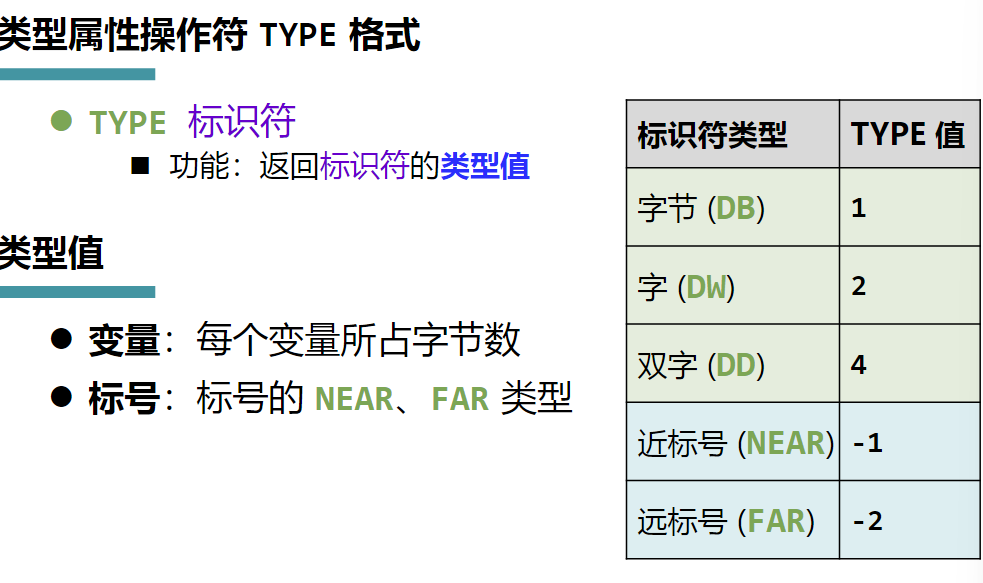 类型属性操作符 TYPE 格式
TYPE 标识符
功能：返回标识符的类型值
类型值
变量：每个变量所占字节数
标号：标号的 NEAR、FAR 类型
标识符类型 TYPE 值
字节 (DB) 1
字 (DW) 2
双字 (DD) 4
近标号 (NEAR) -1
远标号 (FAR) -2